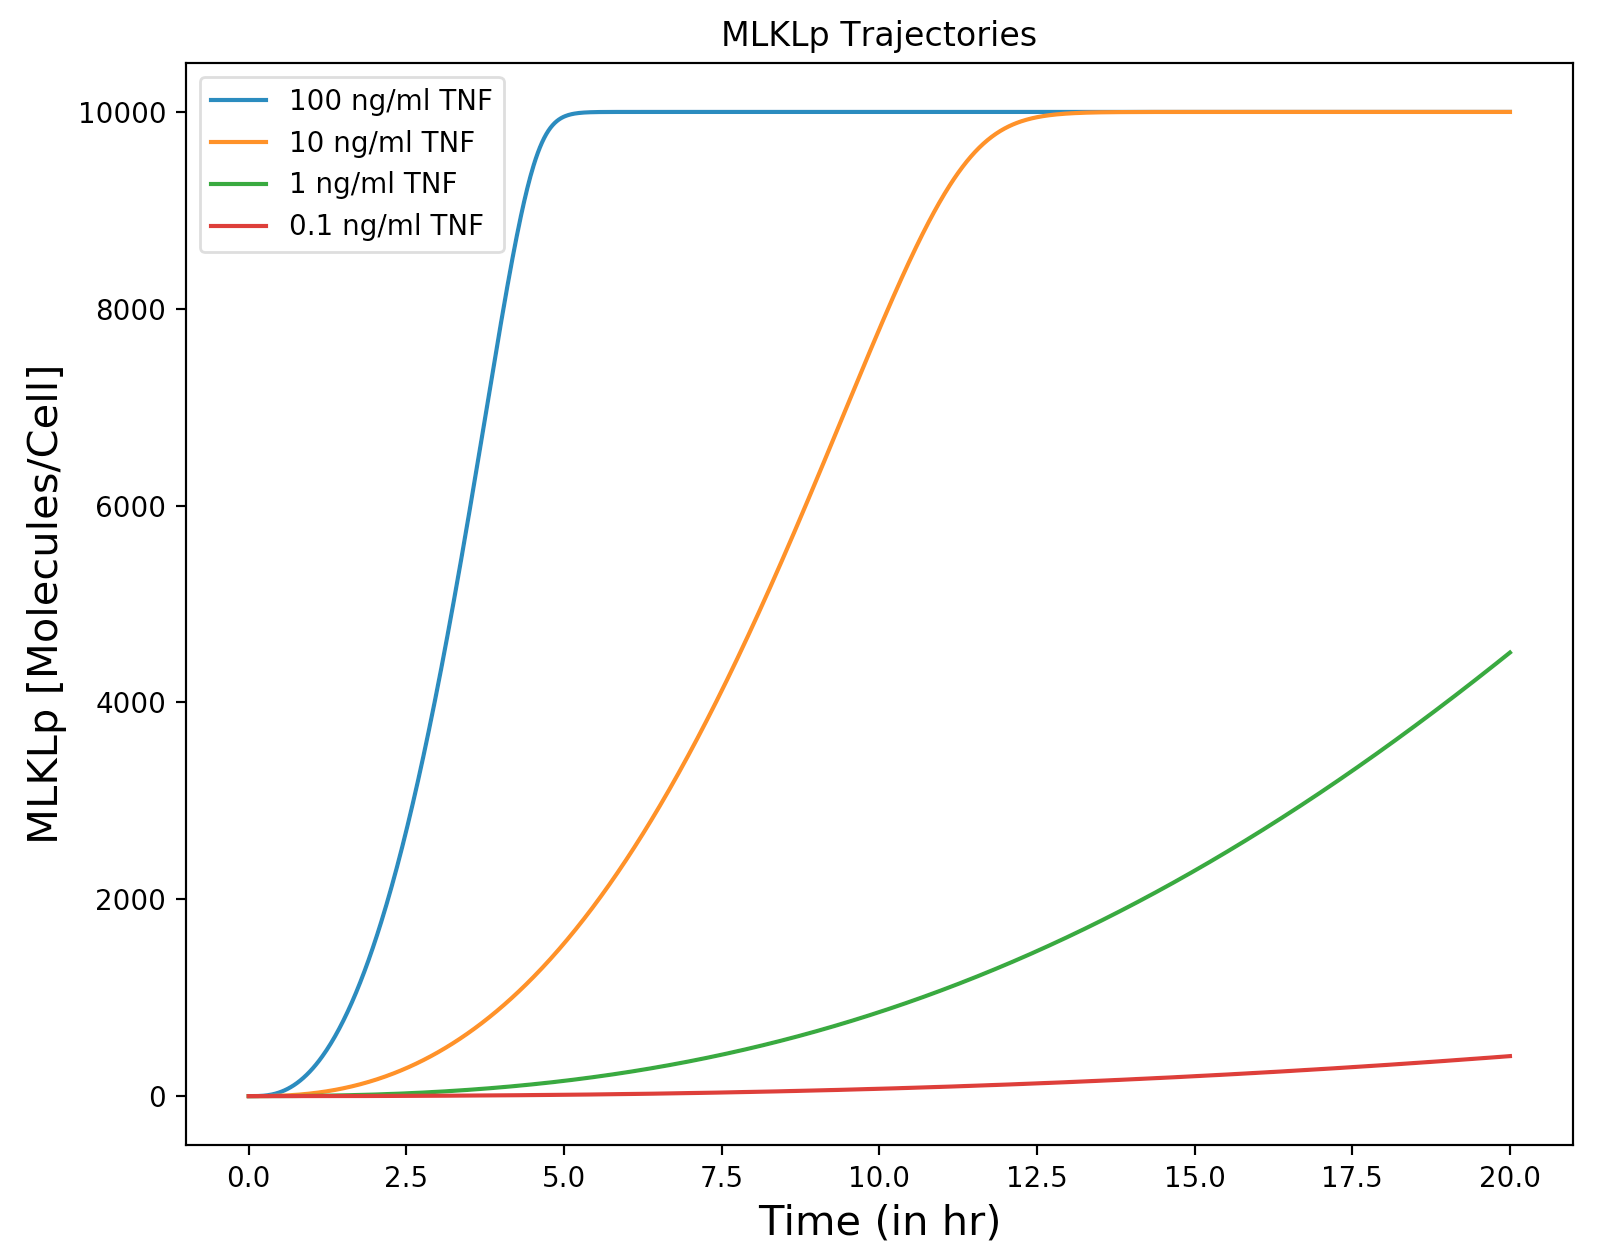 MLKLp Trajectories
100 ng/ml TNF
10 ng/ml TNF
1 ng/ml TNF
0.1 ng/ml TNF
MLKLp [Molecules/Cell]
10000
8000
6000
4000
2000
0
0.0 2.5 5.0 7.5 10.0 12.5 15.0 17.5 20.0
Time (in hr)